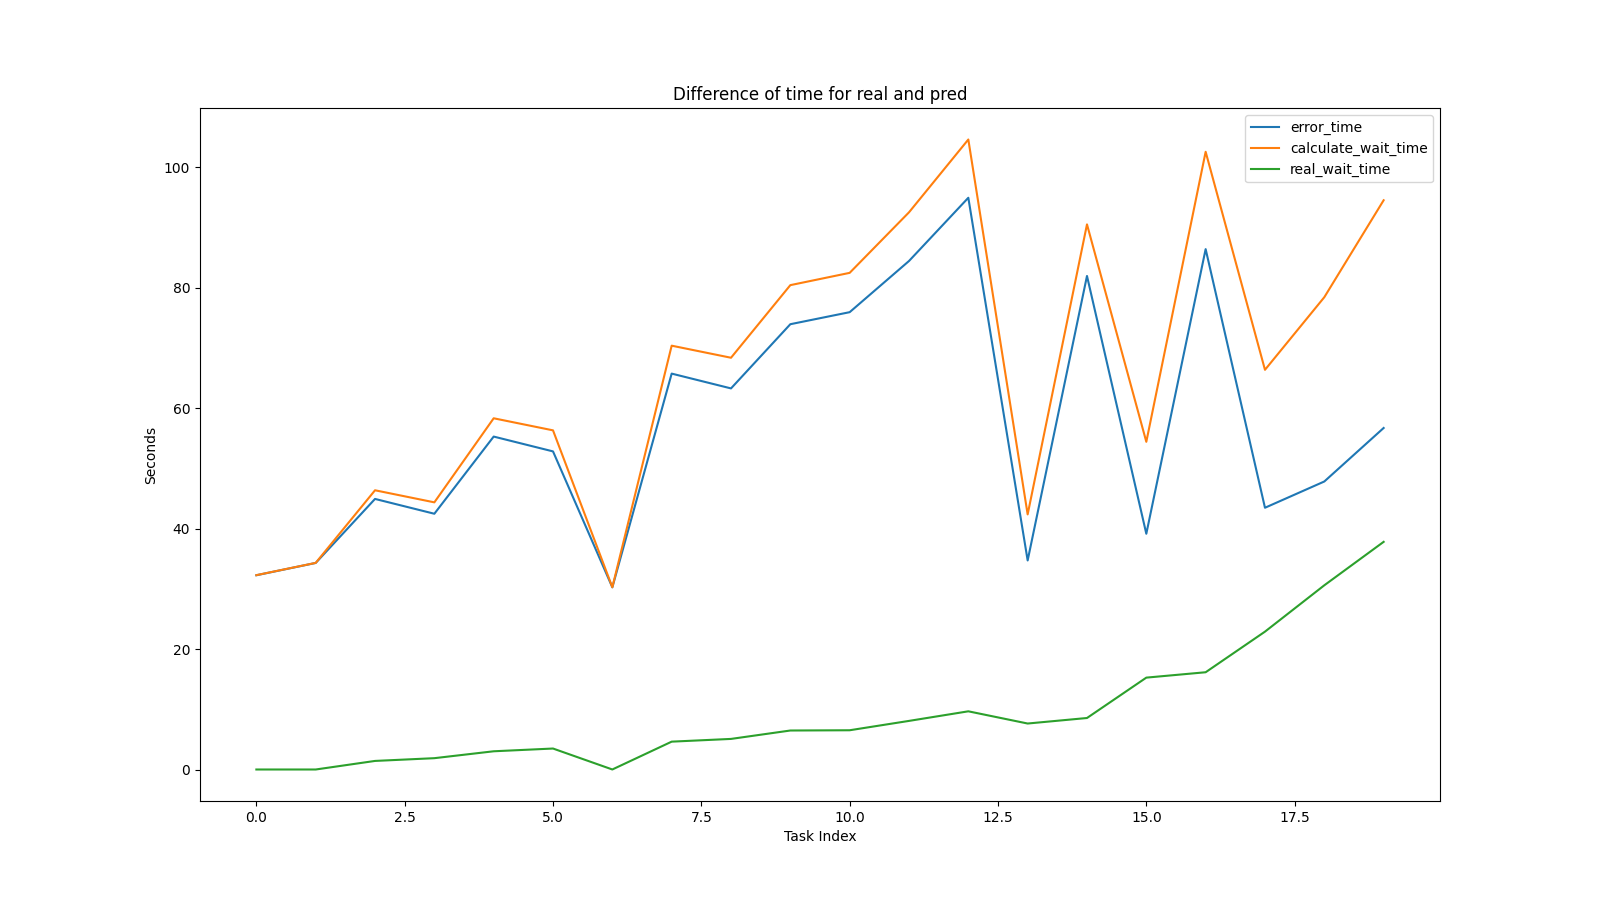 Difference of time for real and pred
error_time
calculate_wait_time
real_wait_time
100
80
60
40
20
0
Seconds
0.0 2.5 5.0 7.5 10.0 12.5 15.0 17.5
Task Index